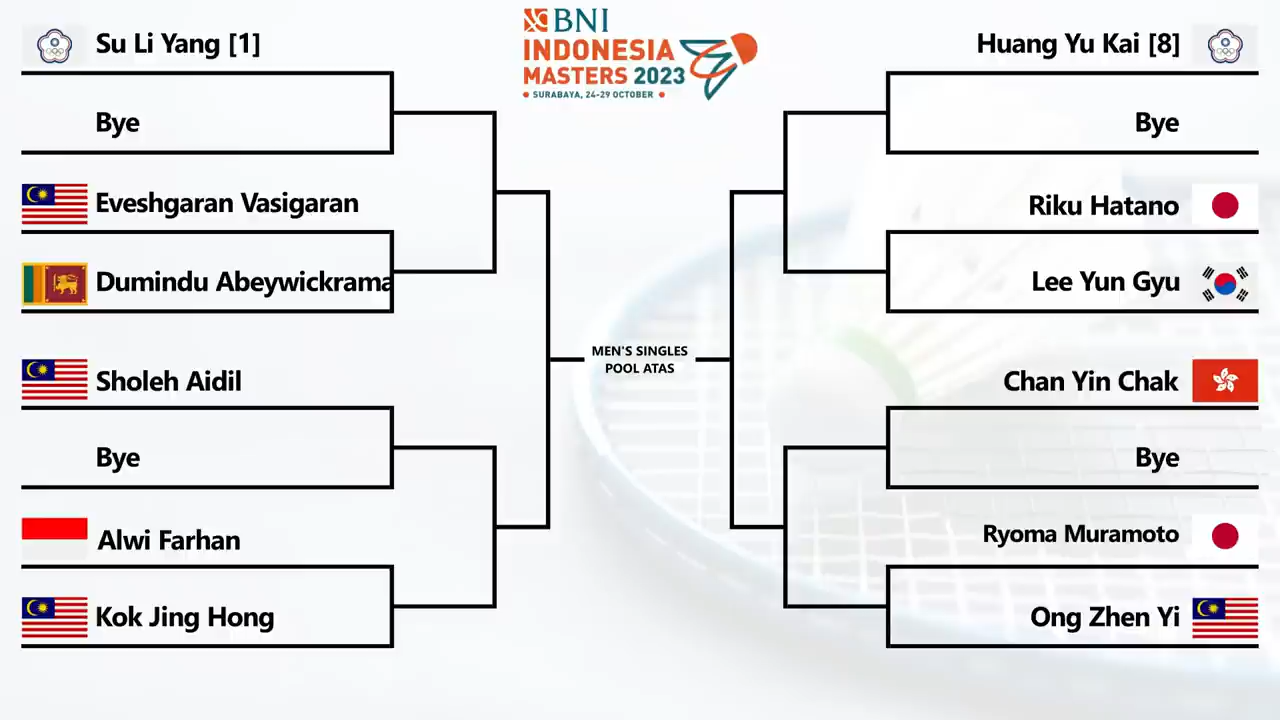 BNI
INDONESIA
MASTERS 2023
SURABAYA, 24-29 OCTOBER
Su Li Yang [1]
Bye
Eveshgaran Vasigaran
Dumindu Abeywickrama
Sholeh Aidil
Bye
Alwi Farhan
Kok Jing Hong
MEN'S SINGLES
POOL ATAS
Huang Yu Kai [8]
Bye
Riku Hatano
Lee Yun Gyu
Chan Yin Chak
Bye
Ryoma Muramoto
Ong Zhen Yi